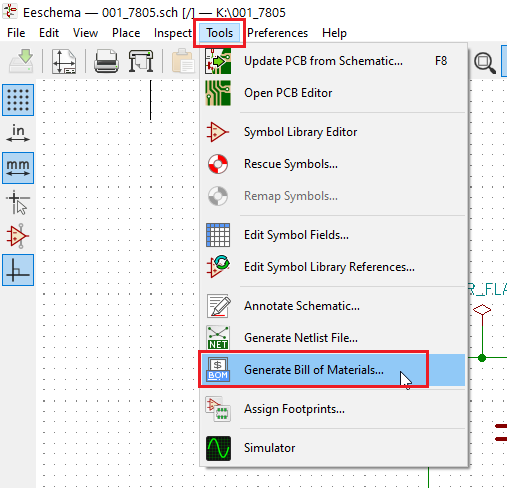 Eeschema — 001_7805.sch [/] — K:\001_7805
File Edit View Place Inspect Tools Preferences Help
Update PCB from Schematic... F8
Open PCB Editor
in
Symbol Library Editor
mm
Rescue Symbols...
Remap Symbols...
Edit Symbol Fields...
Edit Symbol Library References...
R_FLA
Annotate Schematic...
NET
Generate Netlist File...
$
BOM
Generate Bill of Materials...
Assign Footprints...
Simulator